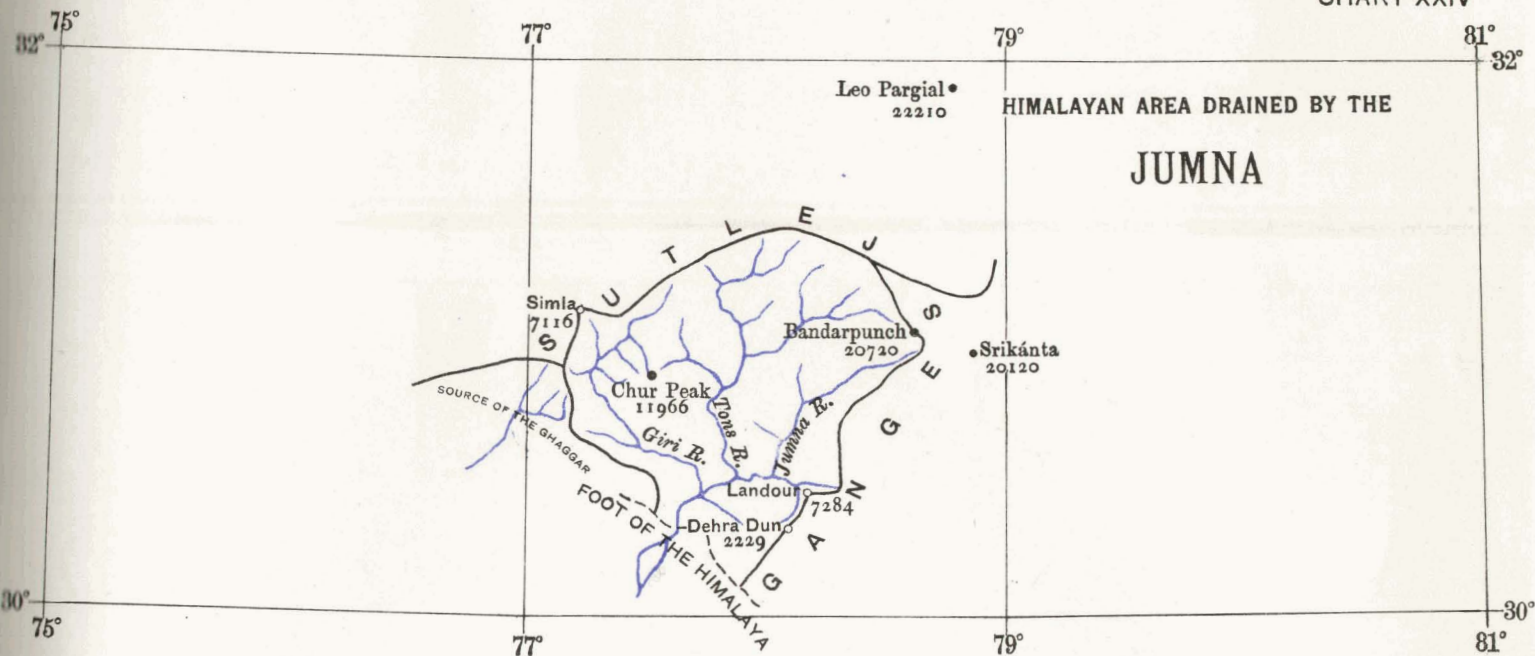 CHART XXIV
75°
77°
79°
81°
32°
32°
Leo Pargial
22210
HIMALAYAN AREA DRAINED BY THE
JUMNA
SUTLEJ
Simla
7116
Bandarpunch
20720
Srikánta
20120
Chur Peak
11966
SOURCE OF THE GHAGGAR
Giri R.
Tons R.
Jumna R.
GANGES
Landour
7284
FOOT OF THE HIMALAYA
Dehra Dun
2229
30°
30°
75°
77°
79°
81°